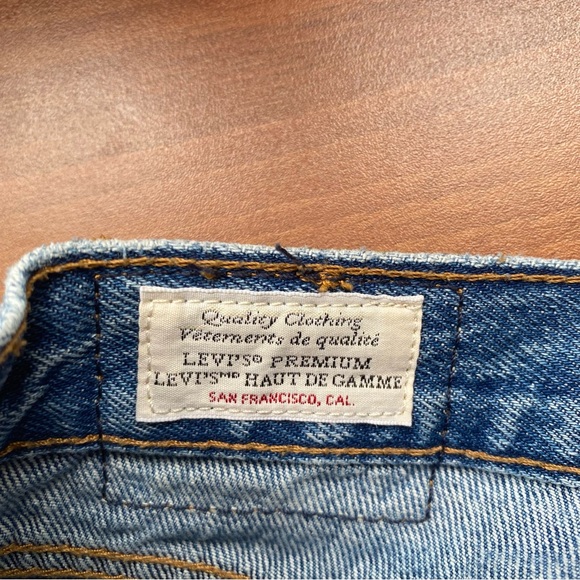 Quality Clothing
Vêtements de qualité
LEVI'S® PREMIUM
LEVI'S MD HAUT DE GAMME
SAN FRANCISCO, CAL.